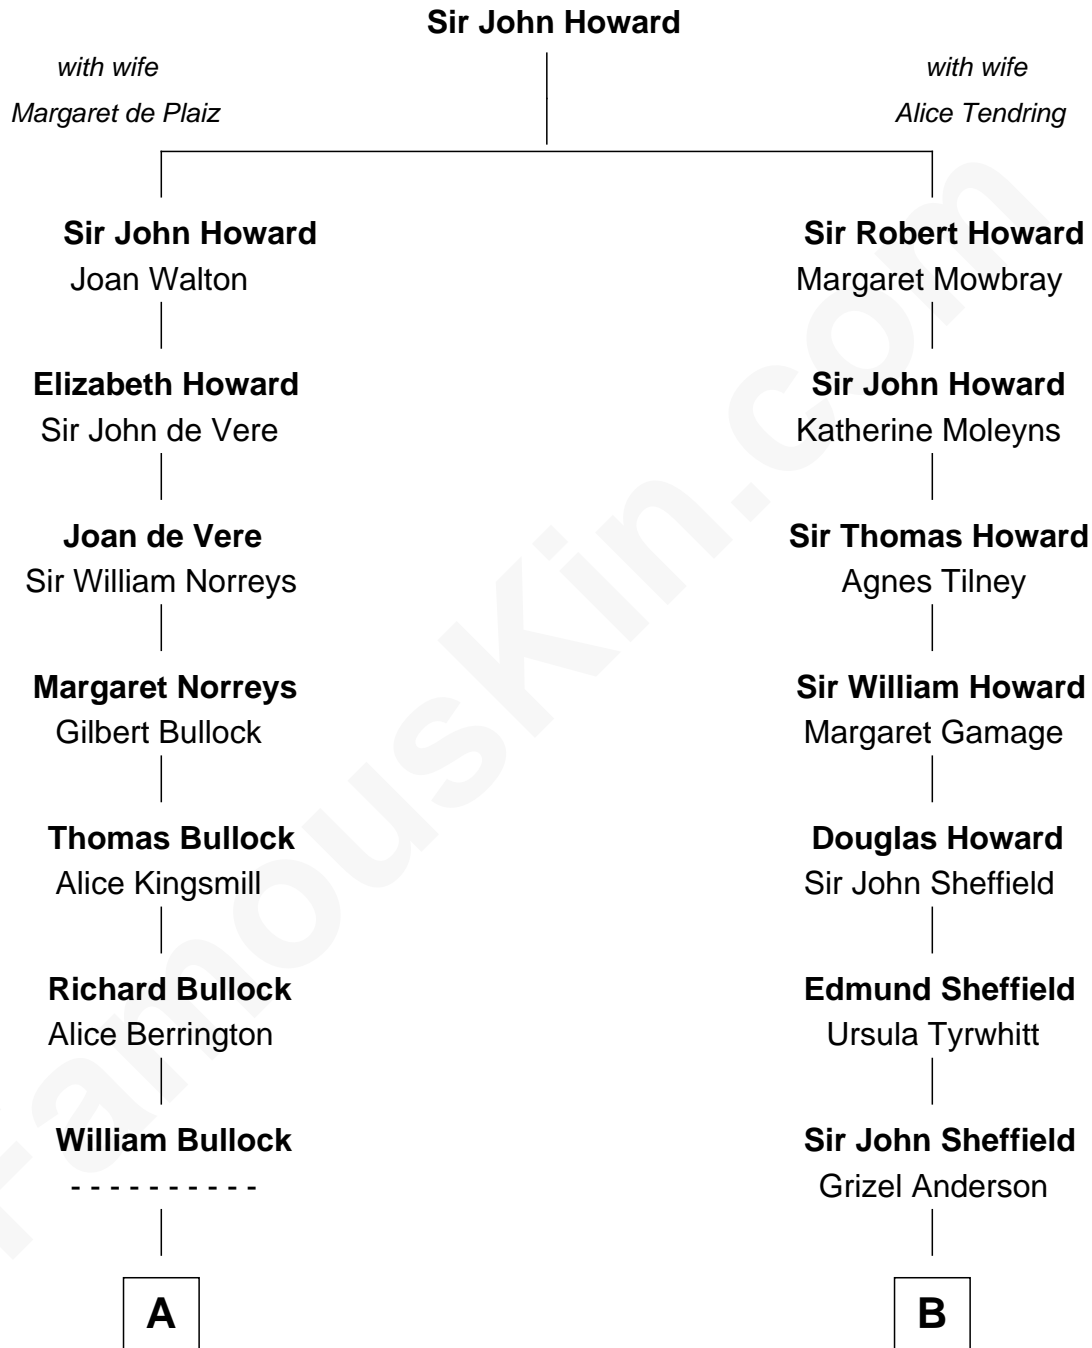 Sir John Howard
with wife
Margaret de Plaiz
with wife
Alice Tendring
Sir John Howard
Joan Walton
Sir Robert Howard
Margaret Mowbray
Elizabeth Howard
Sir John de Vere
Sir John Howard
Katherine Moleyns
Joan de Vere
Sir William Norreys
Sir Thomas Howard
Agnes Tilney
Margaret Norreys
Gilbert Bullock
Sir William Howard
Margaret Gamage
Thomas Bullock
Alice Kingsmill
Douglas Howard
Sir John Sheffield
Richard Bullock
Alice Berrington
Edmund Sheffield
Ursula Tyrwhitt
William Bullock
- - - - - - - - - -
Sir John Sheffield
Grizel Anderson
A
B
FamousKin.com